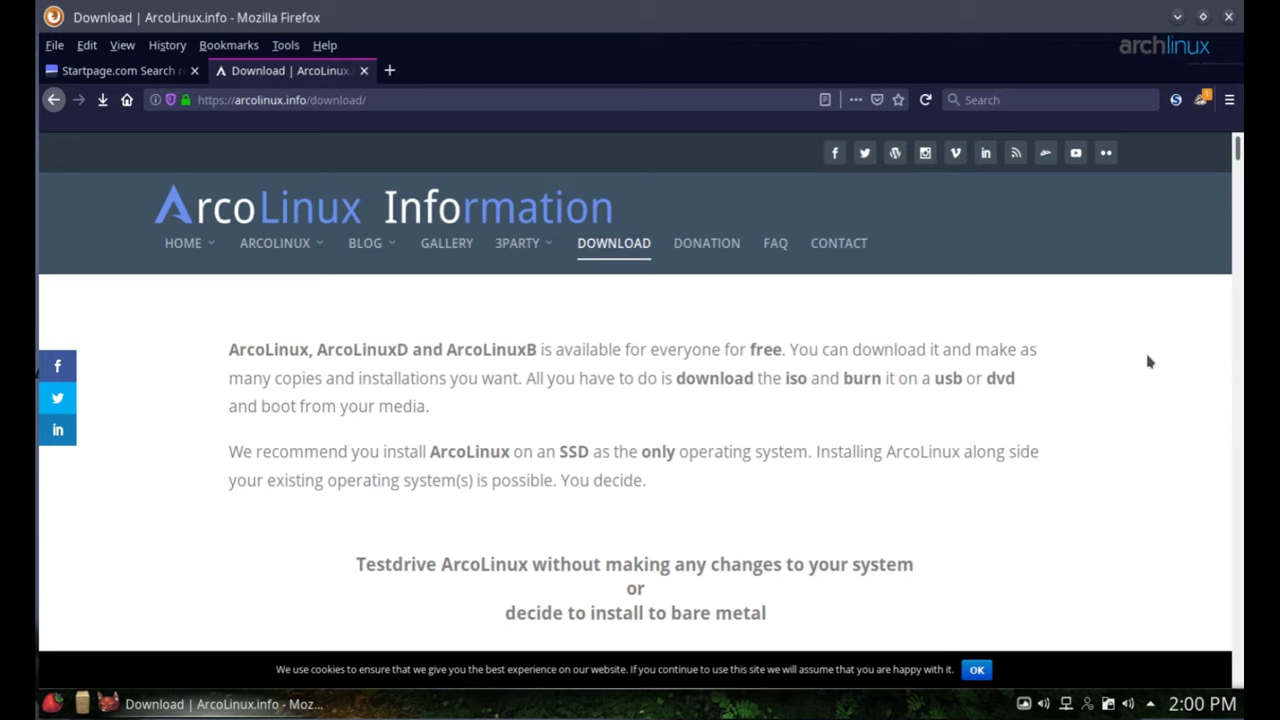 Download | ArcoLinux.info - Mozilla Firefox
File Edit View History Bookmarks Tools Help
archlinux
Startpage.com Search r
Download | ArcoLinux.
https://arcolinux.info/download/
Search
1
ArcoLinux Information
HOME ARCOLINUX BLOG GALLERY 3PARTY DOWNLOAD DONATION FAQ CONTACT
ArcoLinux, ArcoLinuxD and ArcoLinuxB is available for everyone for free. You can download it and make as
many copies and installations you want. All you have to do is download the iso and burn it on a usb or dvd
and boot from your media.
We recommend you install ArcoLinux on an SSD as the only operating system. Installing ArcoLinux along side
your existing operating system(s) is possible. You decide.
Testdrive ArcoLinux without making any changes to your system
or
decide to install to bare metal
We use cookies to ensure that we give you the best experience on our website. If you continue to use this site we will assume that you are happy with it.
OK
Download | ArcoLinux.info - Moz...
2:00 PM